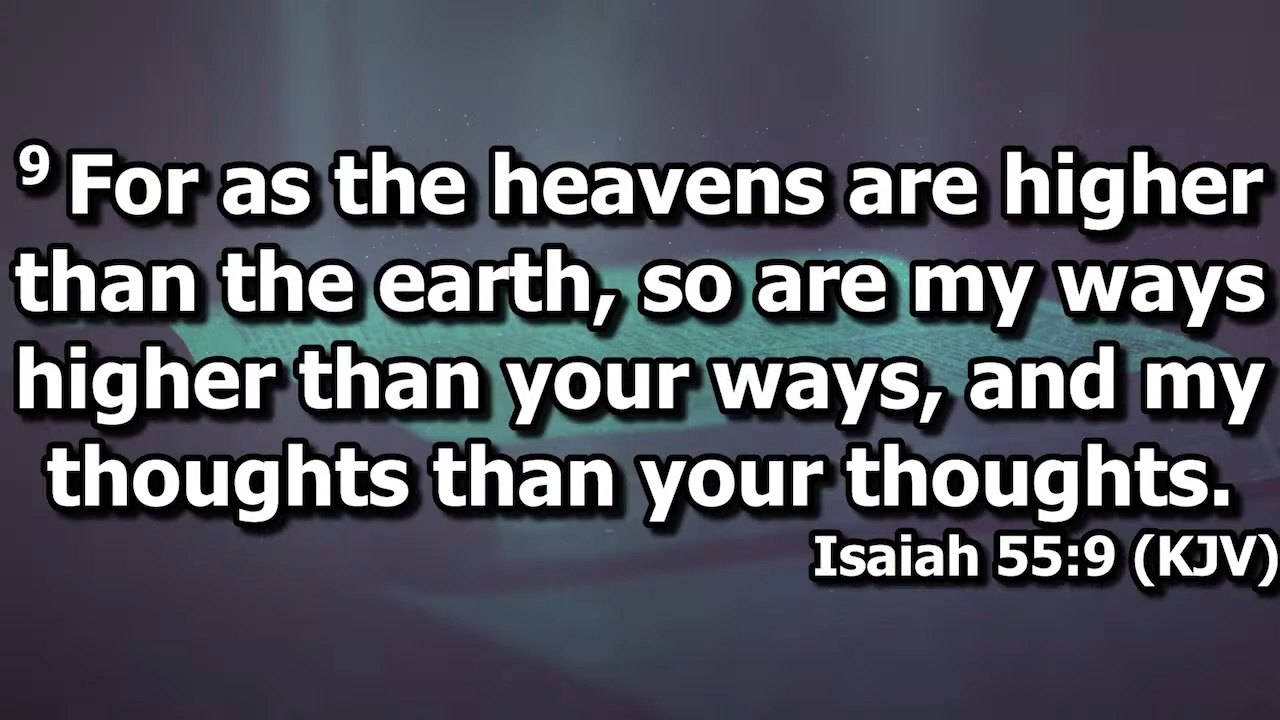 9 For as the heavens are higher
than the earth, so are my ways
higher than your ways, and my
thoughts than your thoughts.
Isaiah 55:9 (KJV)